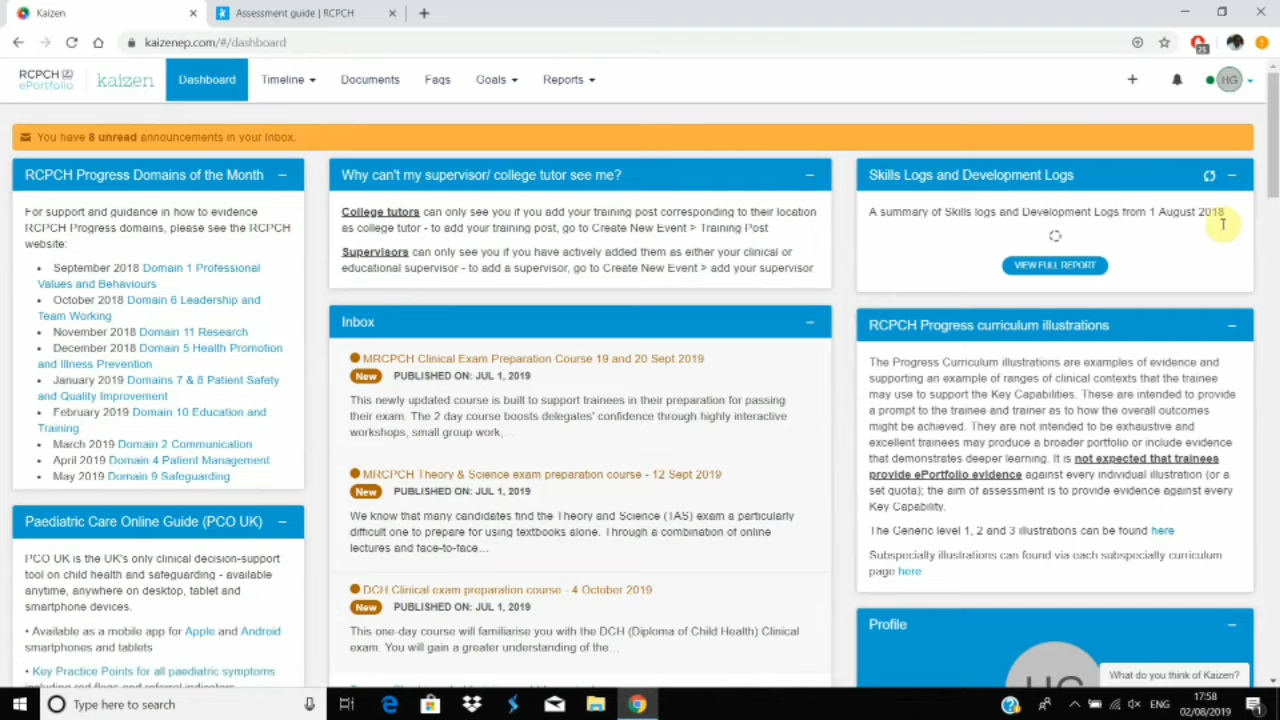 Kaizen
Assessment guide | RCPCH
kaizenep.com/#/dashboard
25
RCPCH
ePortfolio
kaizen
Dashboard
Timeline
Documents
Faqs
Goals
Reports
HG
You have 8 unread announcements in your Inbox.
RCPCH Progress Domains of the Month
For support and guidance in how to evidence
RCPCH Progress domains, please see the RCPCH
website:
• September 2018 Domain 1 Professional
Values and Behaviours
• October 2018 Domain 6 Leadership and
Team Working
• November 2018 Domain 11 Research
• December 2018 Domain 5 Health Promotion
and Illness Prevention
• January 2019 Domains 7 & 8 Patient Safety
and Quality Improvement
• February 2019 Domain 10 Education and
Training
• March 2019 Domain 2 Communication
• April 2019 Domain 4 Patient Management
• May 2019 Domain 9 Safeguarding
Paediatric Care Online Guide (PCO UK)
PCO UK is the UK's only clinical decision-support
tool on child health and safeguarding - available
anytime, anywhere on desktop, tablet and
smartphone devices.
• Available as a mobile app for Apple and Android
smartphones and tablets
• Key Practice Points for all paediatric symptoms
including red flags and referral indicators
Why can't my supervisor/ college tutor see me?
College tutors can only see you if you add your training post corresponding to their location
as college tutor - to add your training post, go to Create New Event > Training Post
Supervisors can only see you if you have actively added them as either your clinical or
educational supervisor - to add a supervisor, go to Create New Event > add your supervisor
Inbox
MRCPCH Clinical Exam Preparation Course 19 and 20 Sept 2019
New PUBLISHED ON: JUL 1, 2019
This newly updated course is built to support trainees in their preparation for passing
their exam. The 2 day course boosts delegates' confidence through highly interactive
workshops, small group work,...
MRCPCH Theory & Science exam preparation course - 12 Sept 2019
New PUBLISHED ON: JUL 1, 2019
We know that many candidates find the Theory and Science (TAS) exam a particularly
difficult one to prepare for using textbooks alone. Through a combination of online
lectures and face-to-face...
DCH Clinical exam preparation course - 4 October 2019
New PUBLISHED ON: JUL 1, 2019
This one-day course will familiarise you with the DCH (Diploma of Child Health) Clinical
exam. You will gain a greater understanding of the...
Skills Logs and Development Logs
A summary of Skills logs and Development Logs from 1 August 2018
VIEW FULL REPORT
RCPCH Progress curriculum illustrations
The Progress Curriculum illustrations are examples of evidence and
supporting an example of ranges of clinical contexts that the trainee
may use to support the Key Capabilities. These are intended to provide
a prompt to the trainee and trainer as to how the overall outcomes
might be achieved. They are not intended to be exhaustive and
excellent trainees may produce a broader portfolio or include evidence
that demonstrates deeper learning. It is not expected that trainees
provide ePortfolio evidence against every individual illustration (or a
set quota); the aim of assessment is to provide evidence against every
Key Capability.
The Generic level 1, 2 and 3 illustrations can be found here
Subspecially illustrations can found via each subspecially curriculum
page here
Profile
HG
What do you think of Kaizen?
Type here to search
ENG
17:58
02/08/2019
1